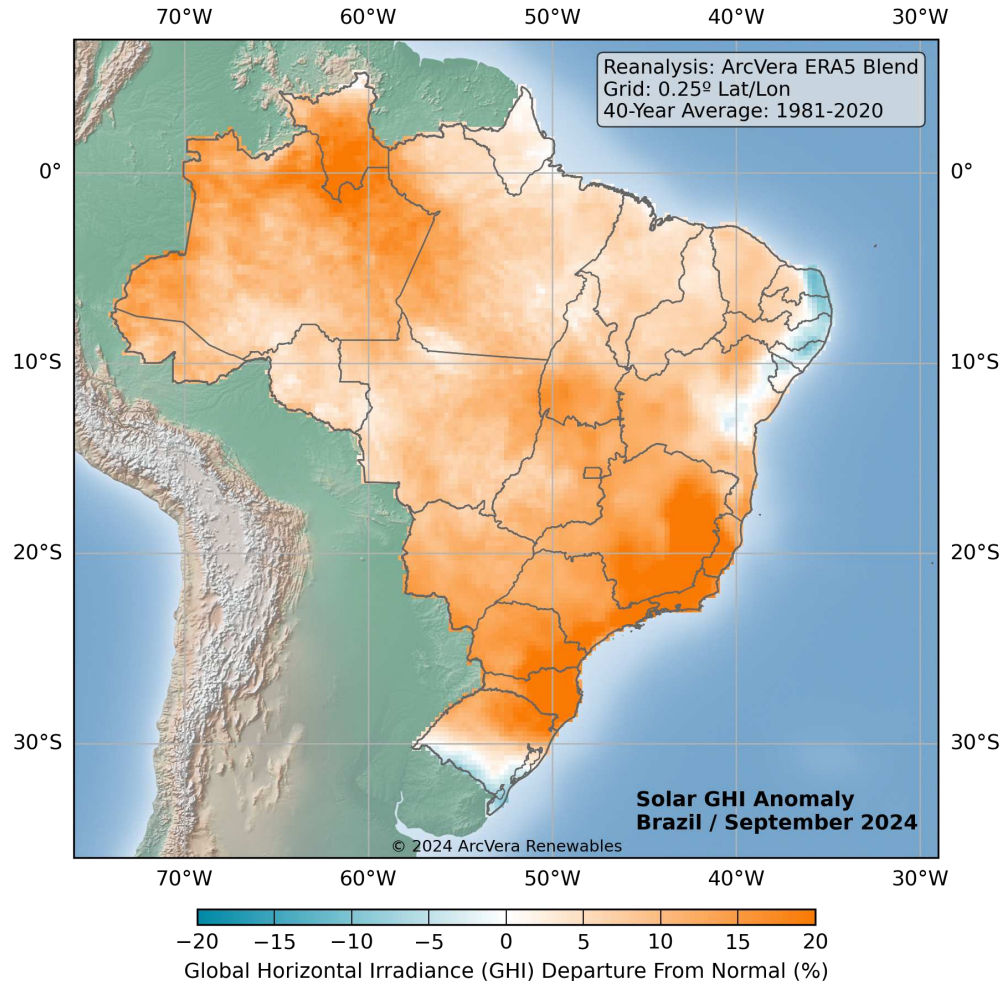 70°W 60°W 50°W 40°W 30°W
Reanalysis: ArcVera ERA5 Blend
Grid: 0.25º Lat/Lon
40-Year Average: 1981-2020
0° 0°
10°S 10°S
20°S 20°S
30°S 30°S
Solar GHI Anomaly
Brazil / September 2024
© 2024 ArcVera Renewables
70°W 60°W 50°W 40°W 30°W
−20 −15 −10 −5 0 5 10 15 20
Global Horizontal Irradiance (GHI) Departure From Normal (%)